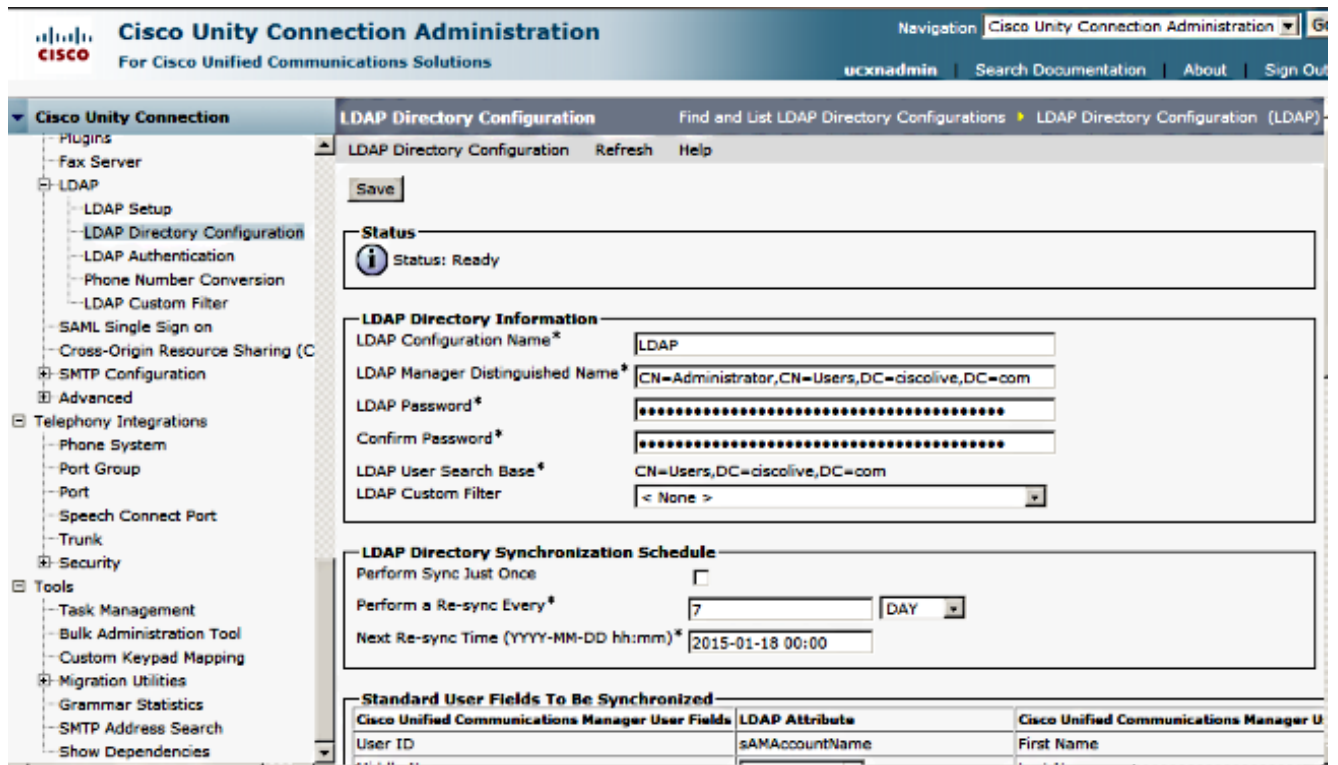 CISCO
Cisco Unity Connection Administration
For Cisco Unified Communications Solutions
Navigation Cisco Unity Connection Administration
ucxnadmin | Search Documentation | About | Sign Out
Cisco Unity Connection
Plugins
Fax Server
LDAP
LDAP Setup
LDAP Directory Configuration
LDAP Authentication
Phone Number Conversion
LDAP Custom Filter
SAML Single Sign on
Cross-Origin Resource Sharing (C
SMTP Configuration
Advanced
Telephony Integrations
Phone System
Port Group
Port
Speech Connect Port
Trunk
Security
Tools
Task Management
Bulk Administration Tool
Custom Keypad Mapping
Migration Utilities
Grammar Statistics
SMTP Address Search
Show Dependencies
LDAP Directory Configuration
Find and List LDAP Directory Configurations
LDAP Directory Configuration (LDAP)
LDAP Directory Configuration Refresh Help
Save
Status
Status: Ready
LDAP Directory Information
LDAP Configuration Name* LDAP
LDAP Manager Distinguished Name* CN=Administrator,CN=Users,DC=ciscolive,DC=com
LDAP Password*
Confirm Password*
LDAP User Search Base* CN=Users,DC=ciscolive,DC=com
LDAP Custom Filter < None >
LDAP Directory Synchronization Schedule
Perform Sync Just Once
Perform a Re-sync Every* 7 DAY
Next Re-sync Time (YYYY-MM-DD hh:mm)* 2015-01-18 00:00
Standard User Fields To Be Synchronized
Cisco Unified Communications Manager User Fields LDAP Attribute Cisco Unified Communications Manager U
User ID sAMAccountName First Name